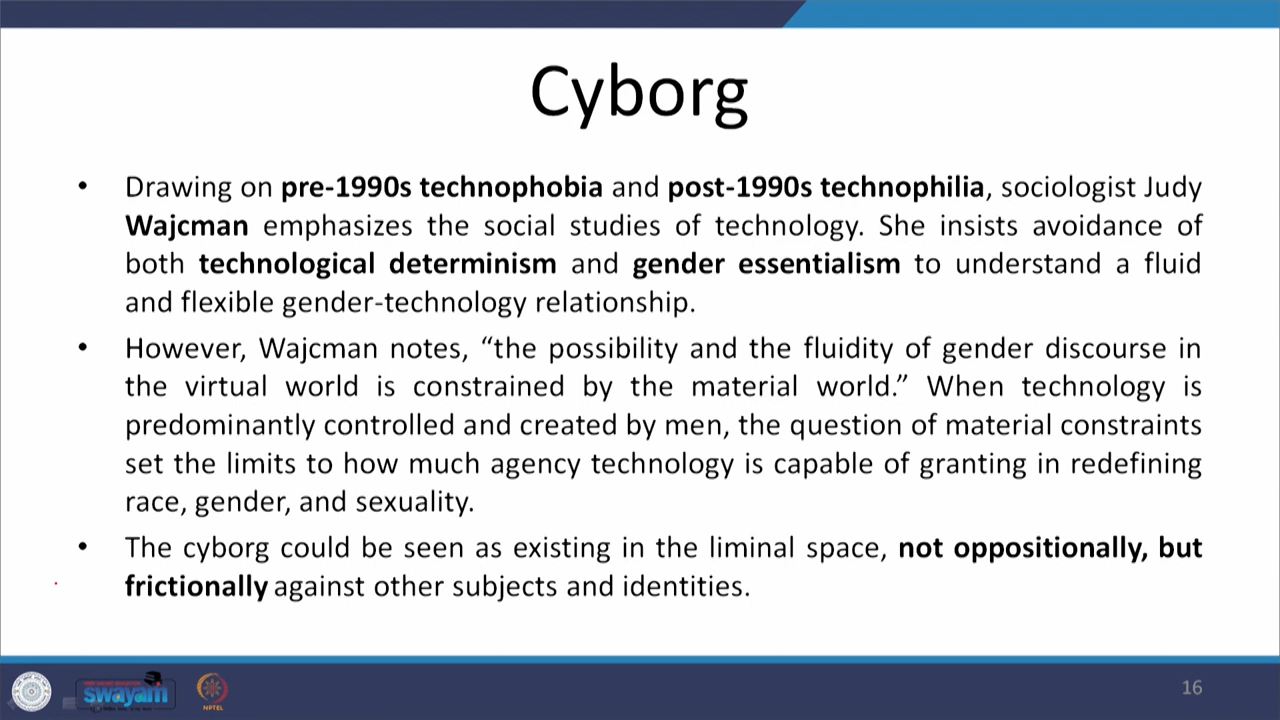 Cyborg
• Drawing on pre-1990s technophobia and post-1990s technophilia, sociologist Judy
Wajcman emphasizes the social studies of technology. She insists avoidance of
both technological determinism and gender essentialism to understand a fluid
and flexible gender-technology relationship.
• However, Wajcman notes, “the possibility and the fluidity of gender discourse in
the virtual world is constrained by the material world.” When technology is
predominantly controlled and created by men, the question of material constraints
set the limits to how much agency technology is capable of granting in redefining
race, gender, and sexuality.
• The cyborg could be seen as existing in the liminal space, not oppositionally, but
frictionally against other subjects and identities.
swayam
NPTEL
16